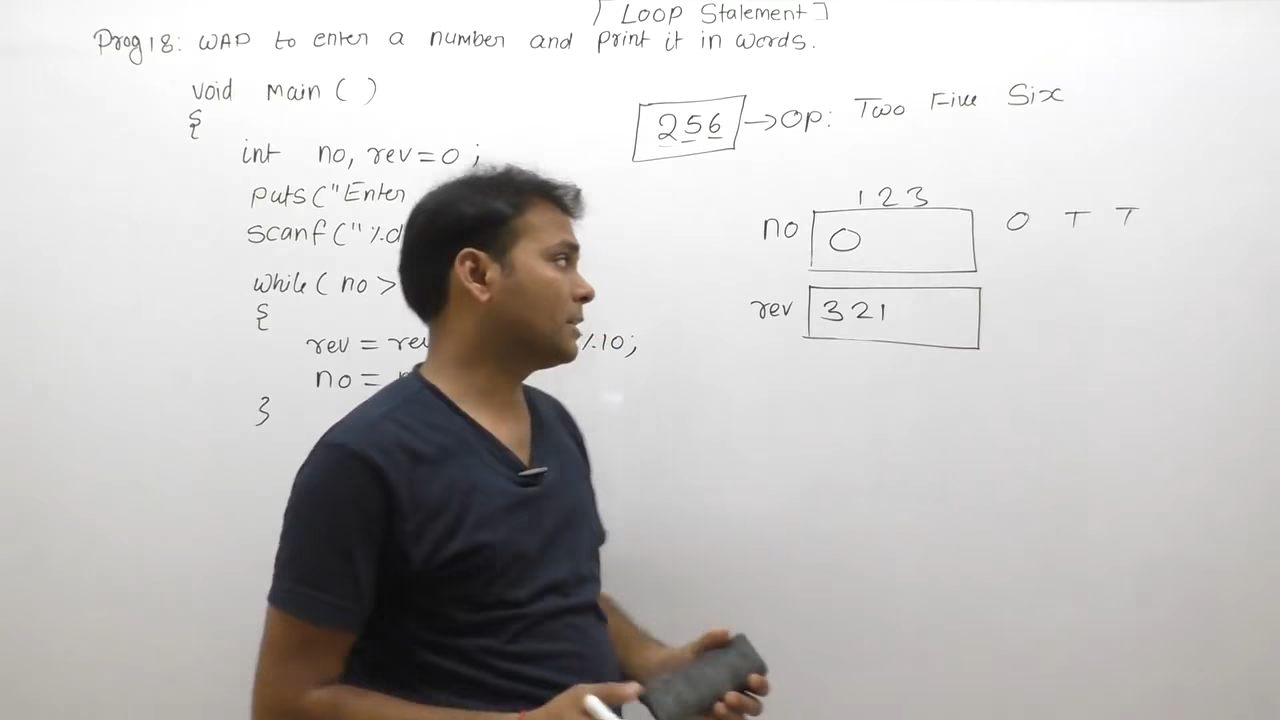 [Loop Statement]
Prog 18: WAP to enter a number and print it in words.
void main ( )
{
int no, rev = 0 ;
puts ("Enter
scanf ("%d
while ( no >
{
rev = rev %10;
no =
}
256 → Op: Two Five Six
1 2 3
no 0 O T T
rev 321